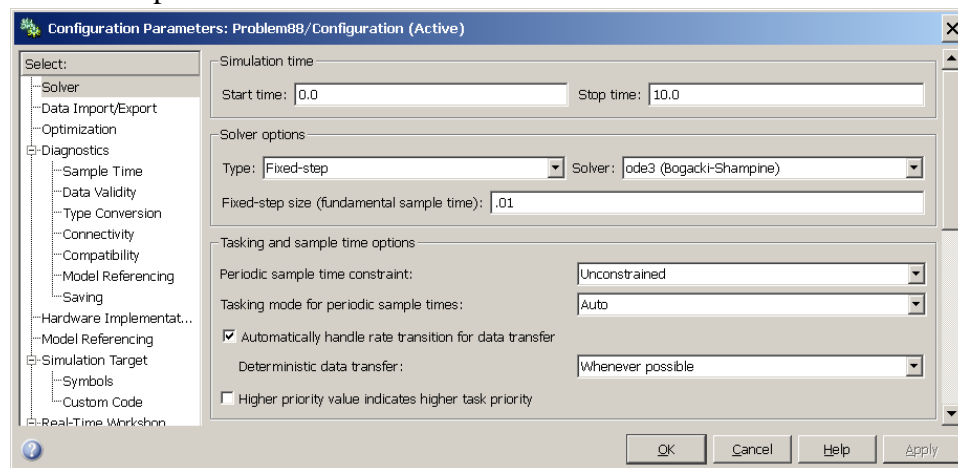 Configuration Parameters: Problem88/Configuration (Active)
Select:
Solver
Data Import/Export
Optimization
Diagnostics
Sample Time
Data Validity
Type Conversion
Connectivity
Compatibility
Model Referencing
Saving
Hardware Implementat...
Model Referencing
Simulation Target
Symbols
Custom Code
Real-Time Workshop
Simulation time
Start time: 0.0 Stop time: 10.0
Solver options
Type: Fixed-step Solver: ode3 (Bogacki-Shampine)
Fixed-step size (fundamental sample time): .01
Tasking and sample time options
Periodic sample time constraint: Unconstrained
Tasking mode for periodic sample times: Auto
Automatically handle rate transition for data transfer
Deterministic data transfer: Whenever possible
Higher priority value indicates higher task priority
OK Cancel Help Apply